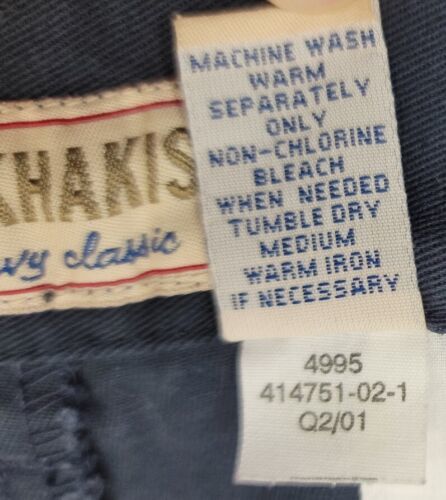 KHAKIS
classic
MACHINE WASH
WARM
SEPARATELY
ONLY
NON-CHLORINE
BLEACH
WHEN NEEDED
TUMBLE DRY
MEDIUM
WARM IRON
IF NECESSARY
4995
414751-02-1
Q2/01